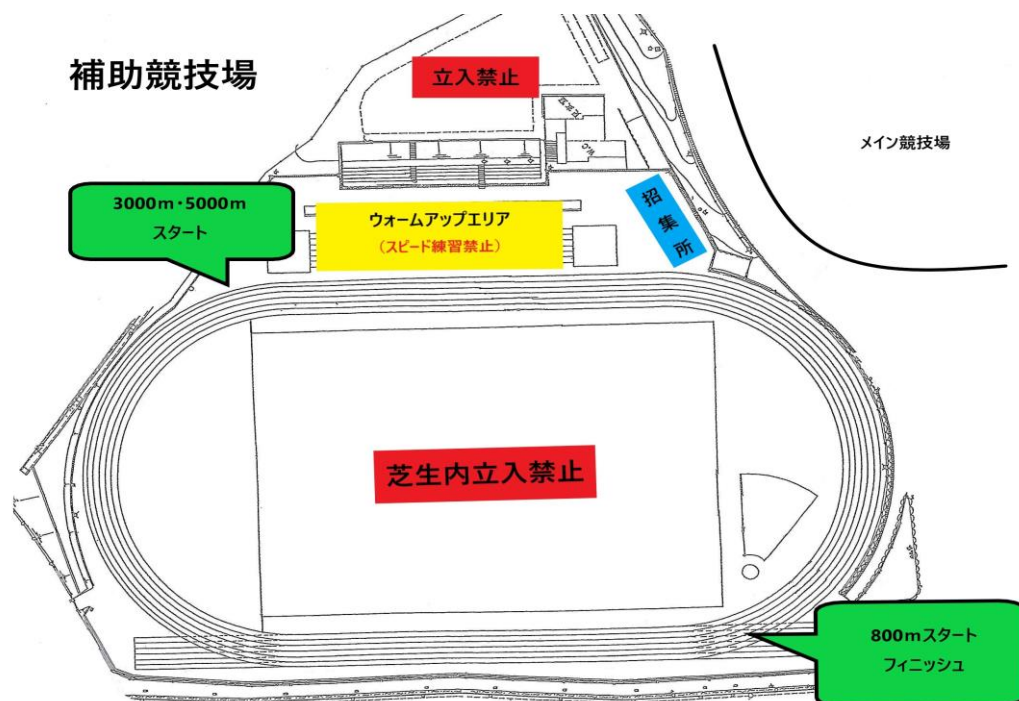 補助競技場
立入禁止
メイン競技場
3000m・5000m
スタート
ウォームアップエリア
（スピード練習禁止）
招集所
芝生内立入禁止
800mスタート
フィニッシュ